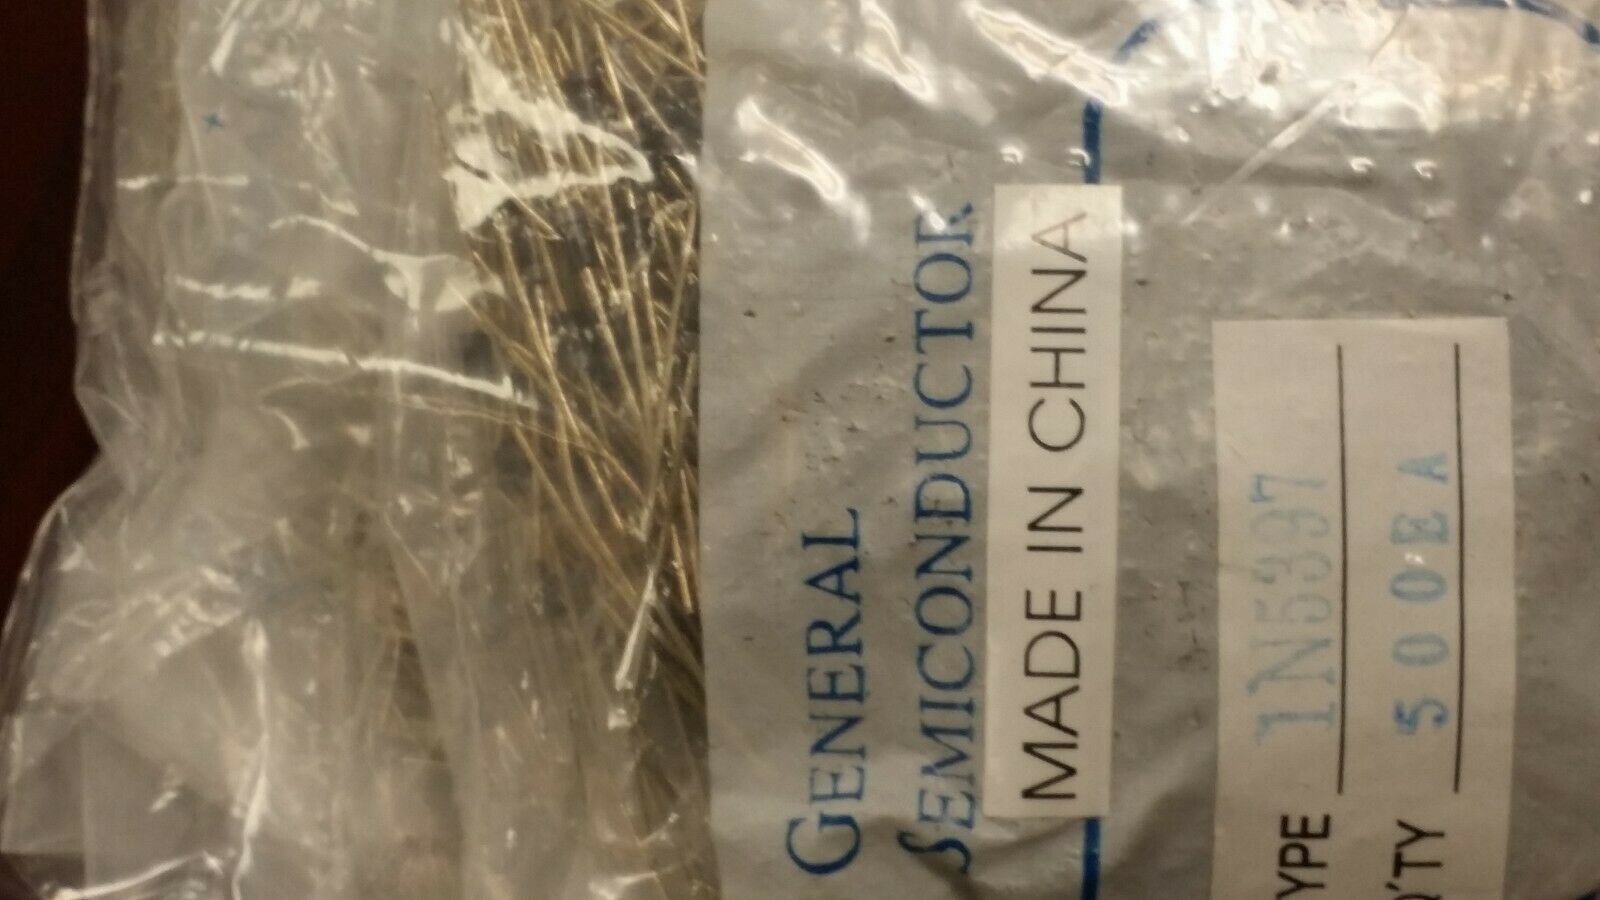 GENERAL
SEMICONDUCTOR
MADE IN CHINA
YPE 1N5397
Q'TY 500EA